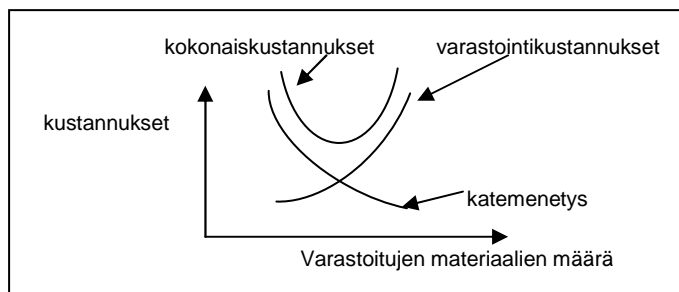 kokonaiskustannukset
varastointikustannukset
kustannukset
katemenetys
Varastoitujen materiaalien määrä